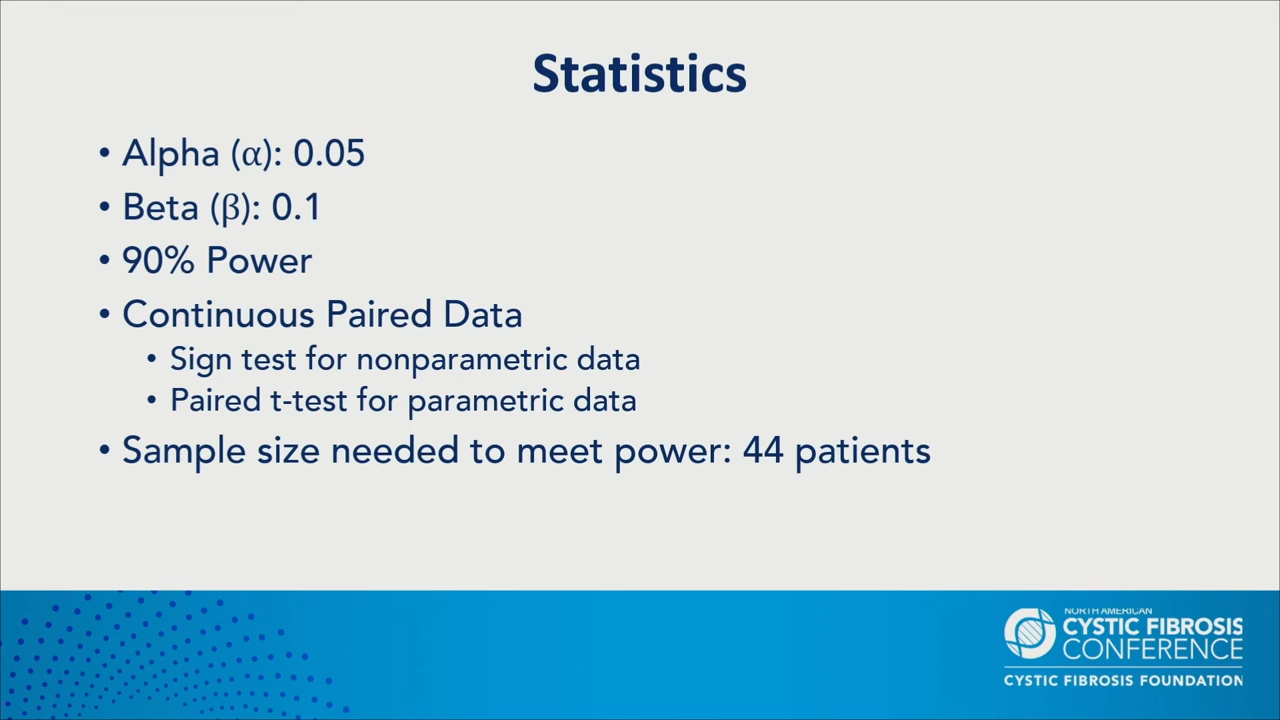 Statistics
• Alpha (α): 0.05
• Beta (β): 0.1
• 90% Power
• Continuous Paired Data
• Sign test for nonparametric data
• Paired t-test for parametric data
• Sample size needed to meet power: 44 patients
NORTH AMERICAN
CYSTIC FIBROSIS
CONFERENCE
CYSTIC FIBROSIS FOUNDATION